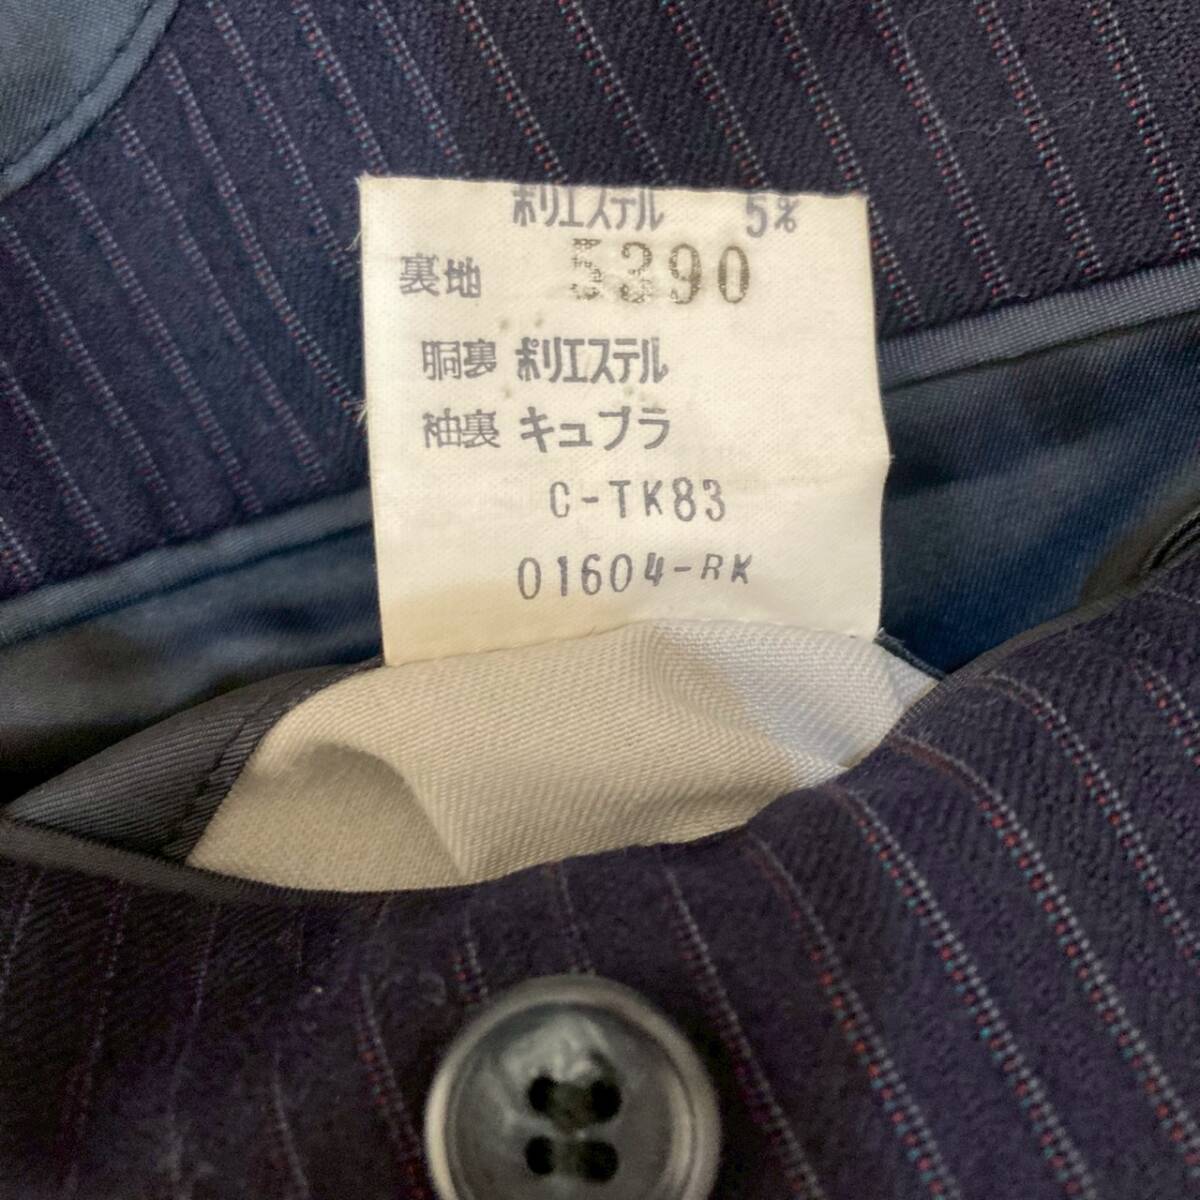 ポリエステル 5%
裏地 5390
胴裏 ポリエステル
袖裏 キュプラ
C-TK83
01604-RK